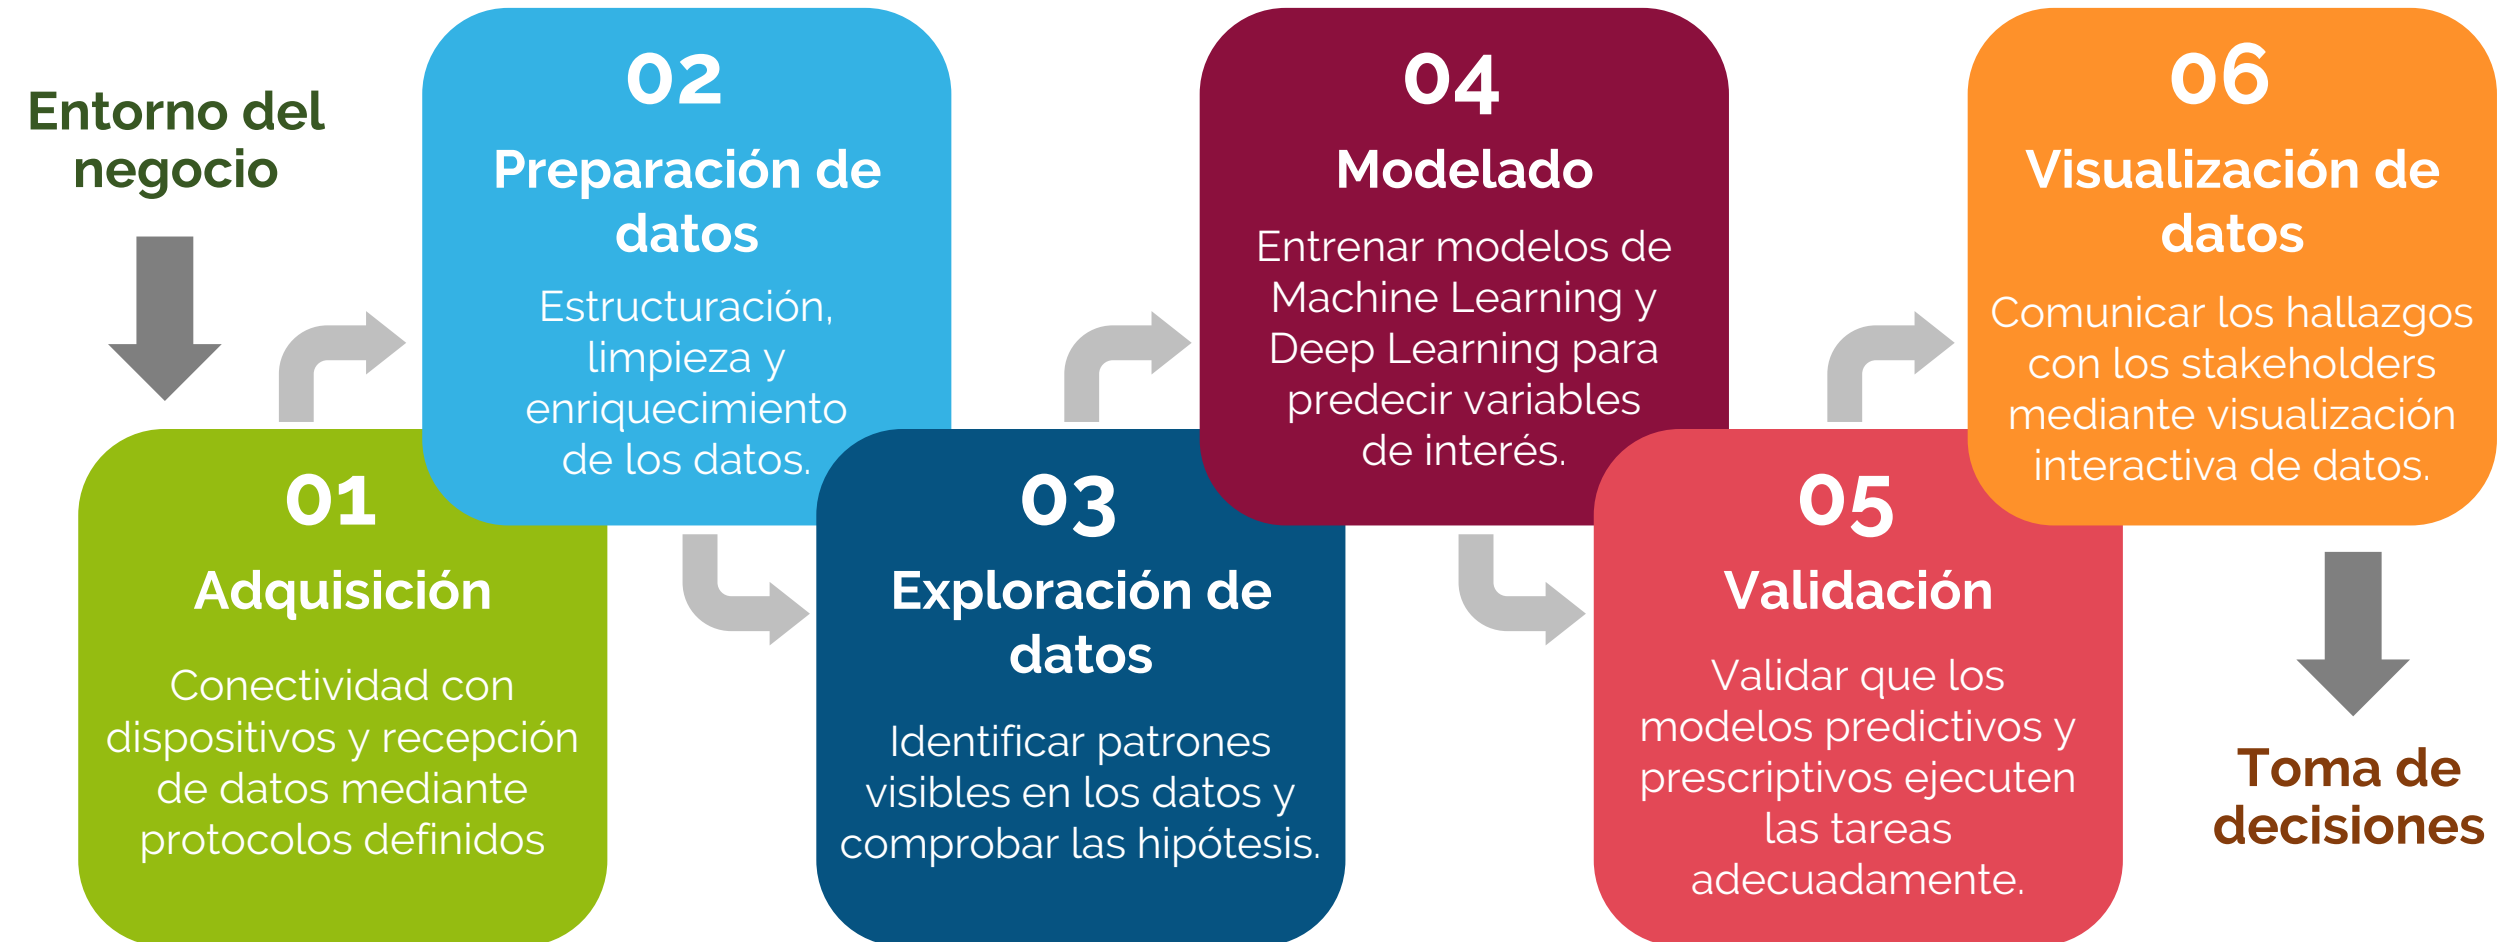 Entorno del
negocio
01
Adquisición
Conectividad con
dispositivos y recepción
de datos mediante
protocolos definidos
02
Preparación de
datos
Estructuración,
limpieza y
enriquecimiento
de los datos.
03
Exploración de
datos
Identificar patrones
visibles en los datos y
comprobar las hipótesis.
04
Modelado
Entrenar modelos de
Machine Learning y
Deep Learning para
predecir variables
de interés.
05
Validación
Validar que los
modelos predictivos y
prescriptivos ejecuten
las tareas
adecuadamente.
06
Visualización de
datos
Comunicar los hallazgos
con los stakeholders
mediante visualización
interactiva de datos.
Toma de
decisiones